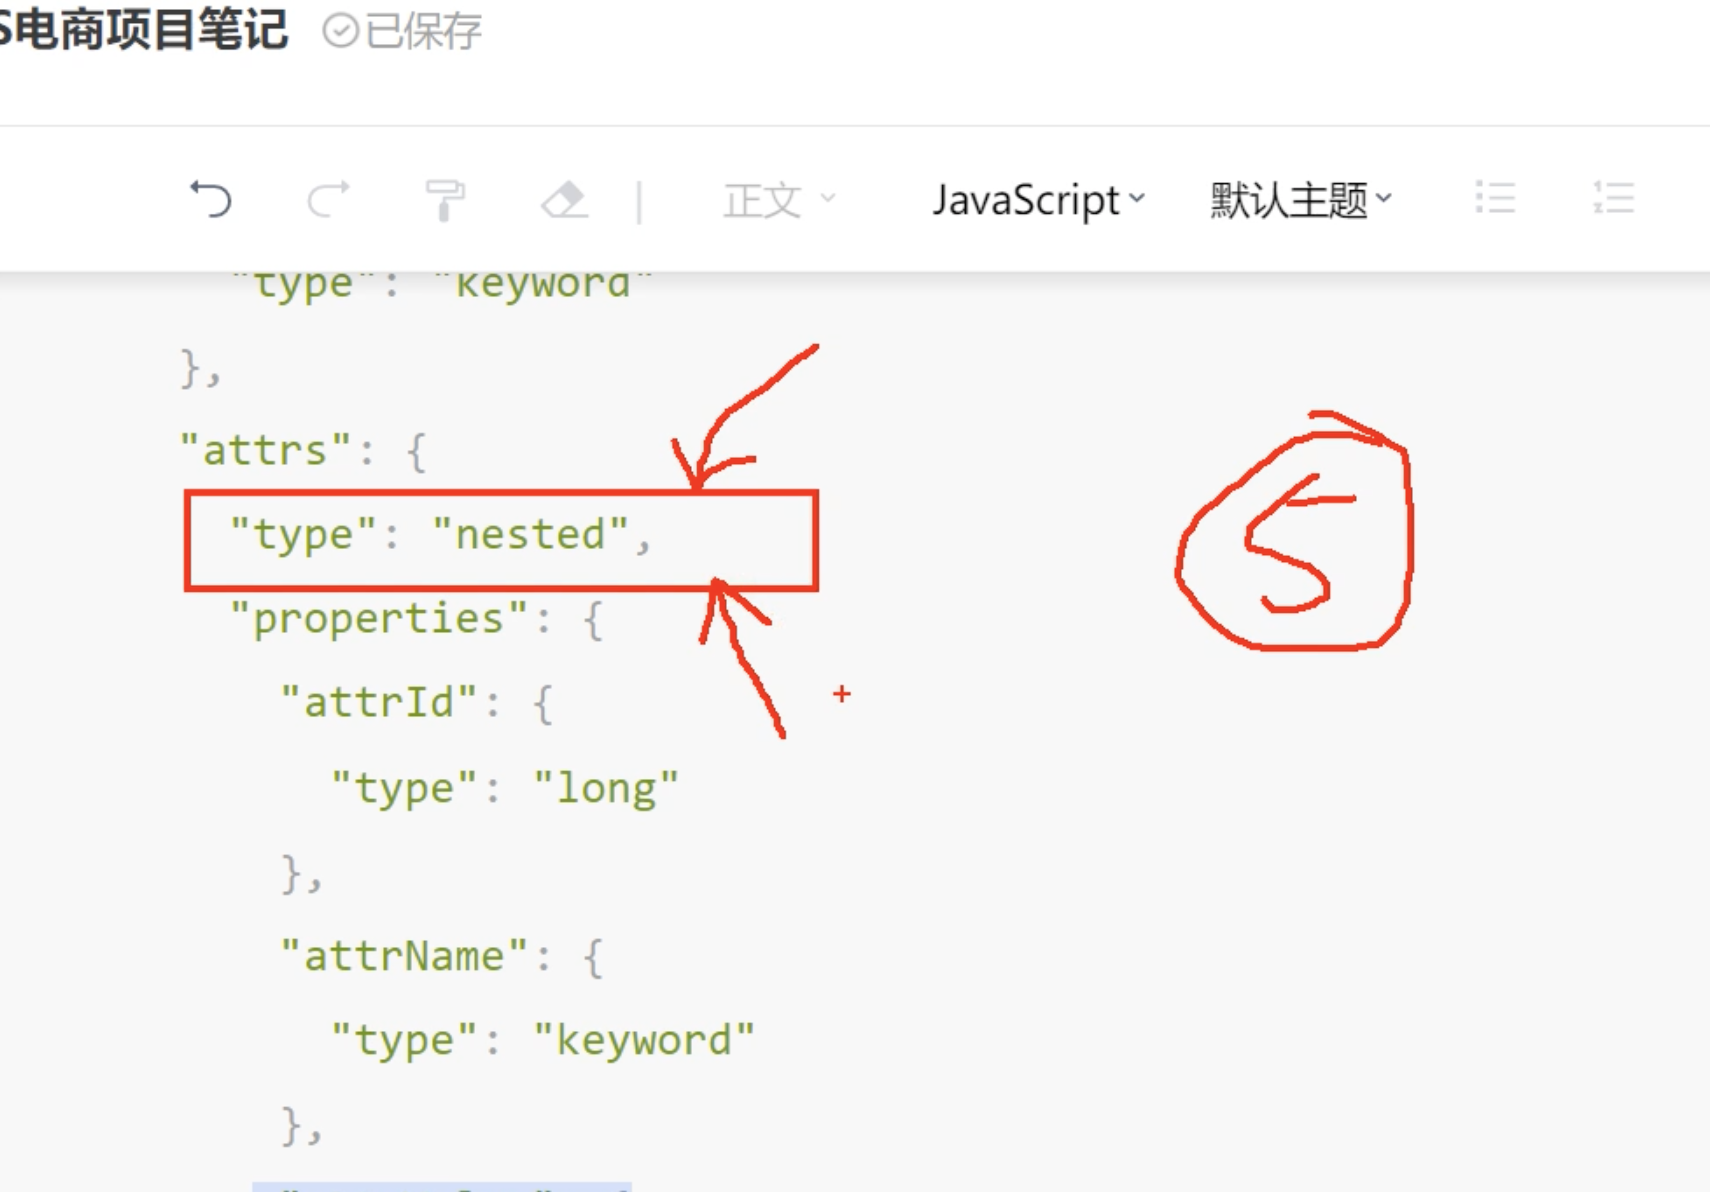 S电商项目笔记 已保存
正文 JavaScript 默认主题
"type": "keyword"
},
"attrs": {
"type": "nested",
"properties": {
"attrId": {
"type": "long"
},
"attrName": {
"type": "keyword"
},
5